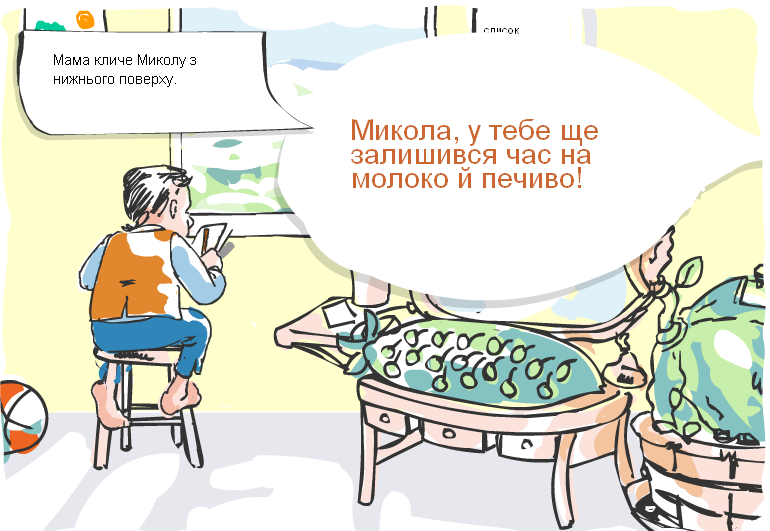 список
Мама кличе Миколу з
нижнього поверху.
Микола, у тебе ще
залишився час на
молоко й печиво!